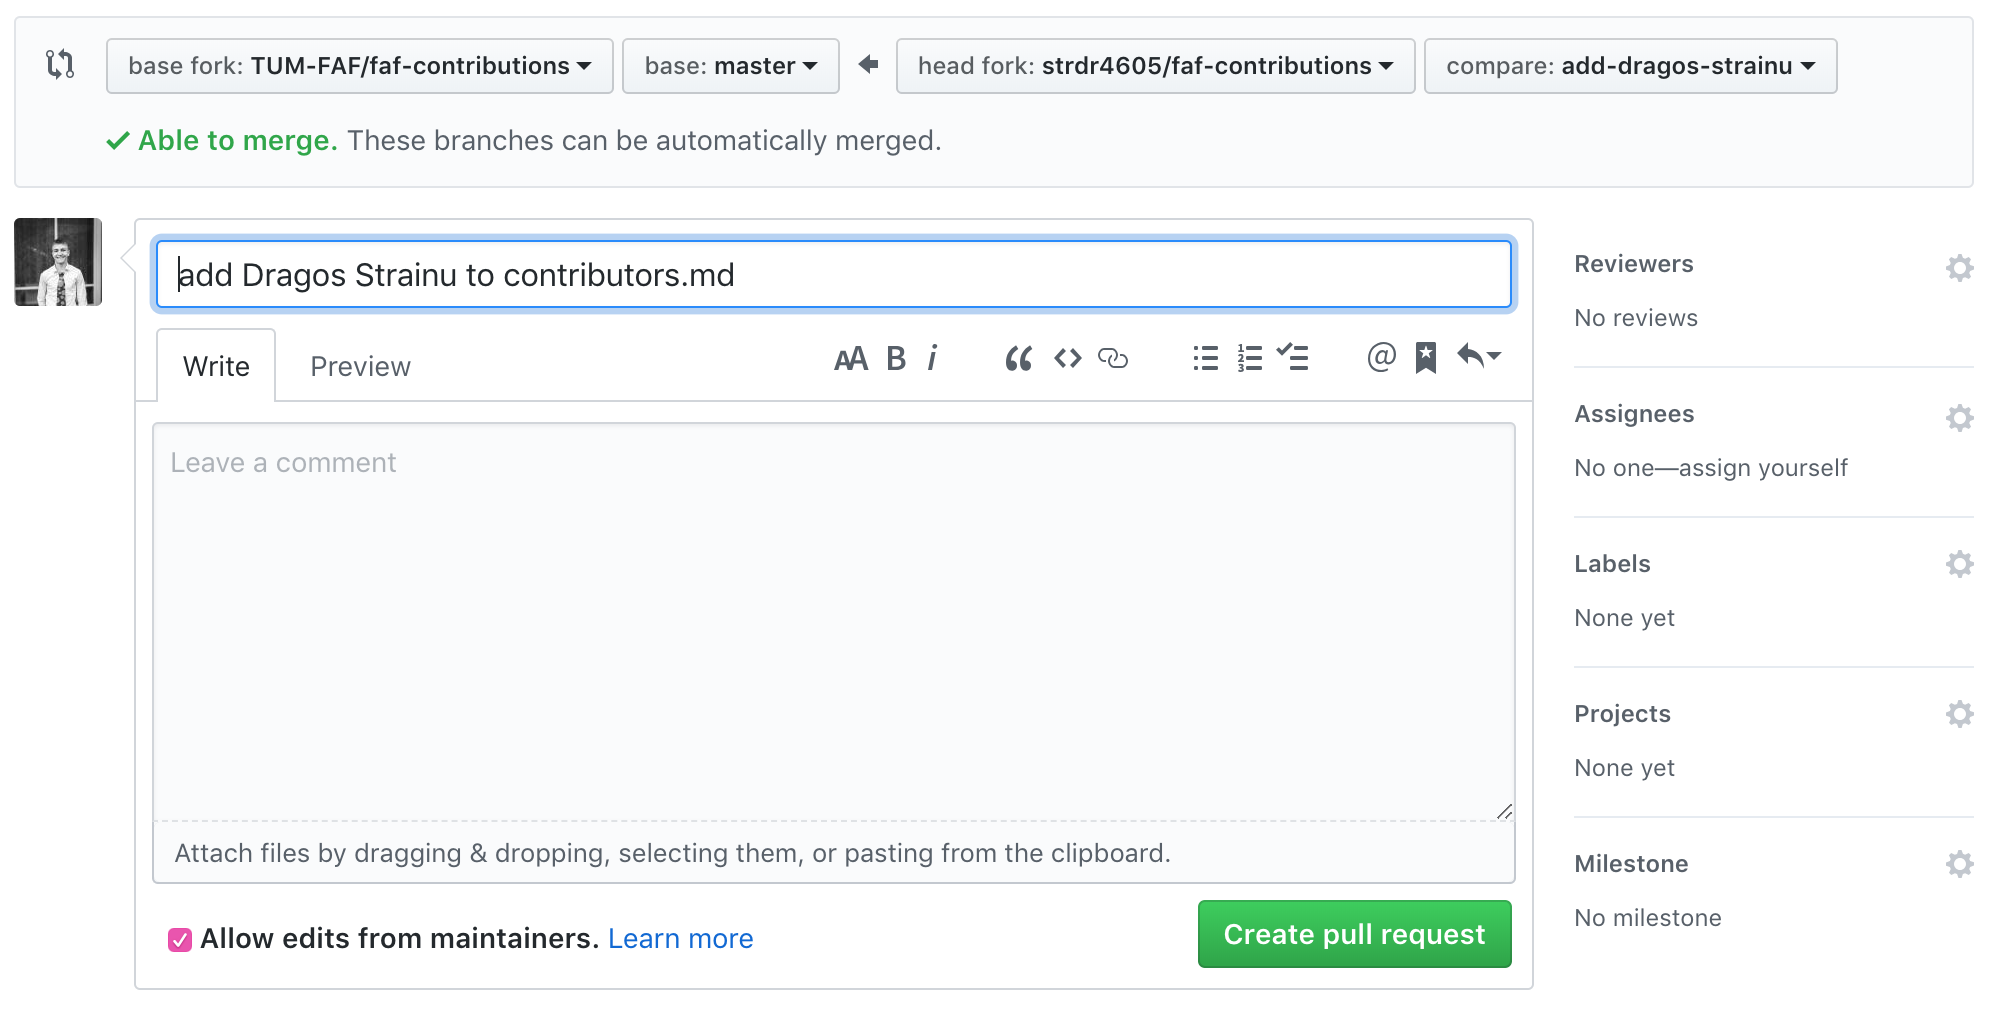 base fork: TUM-FAF/faf-contributions base: master head fork: strdr4605/faf-contributions compare: add-dragos-strainu
Able to merge. These branches can be automatically merged.
add Dragos Strainu to contributors.md
Write Preview AA B i “ <> 1 2 3 @
Leave a comment
Attach files by dragging & dropping, selecting them, or pasting from the clipboard.
Allow edits from maintainers. Learn more Create pull request
Reviewers
No reviews
Assignees
No one—assign yourself
Labels
None yet
Projects
None yet
Milestone
No milestone